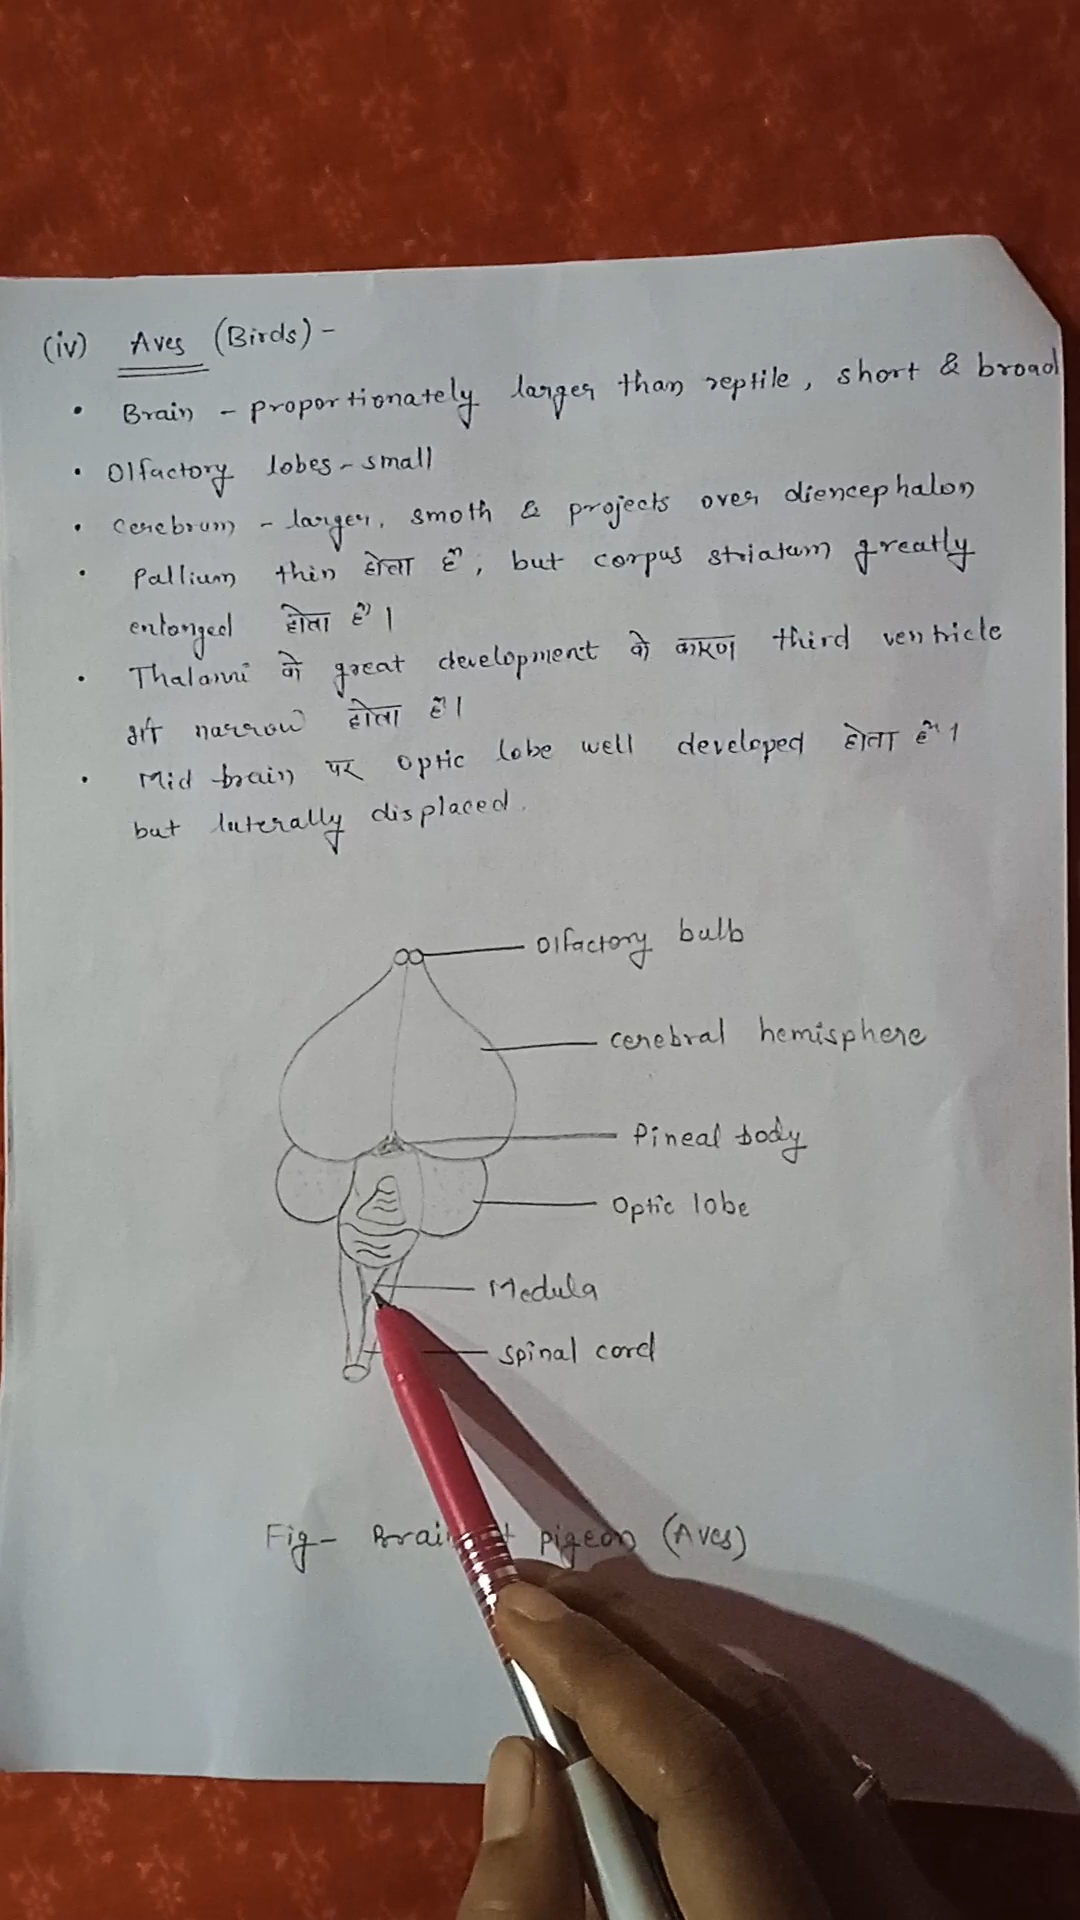 (iv) Aves (Birds) -
• Brain - proportionately larger than reptile, short & broad
• Olfactory lobes - small
• Cerebrum - larger, smoth & projects over diencephalon
• Pallium thin होता है, but corpus striatum greatly
enlarged होता है।
• Thalami के great development के कारण third ventricle
narrow होता है।
• Mid brain पर optic lobe well developed होता है।
but laterally displaced.
Olfactory bulb
Cerebral hemisphere
Pineal body
Optic lobe
Medula
Spinal cord
Fig - Brain pigeon (Aves)